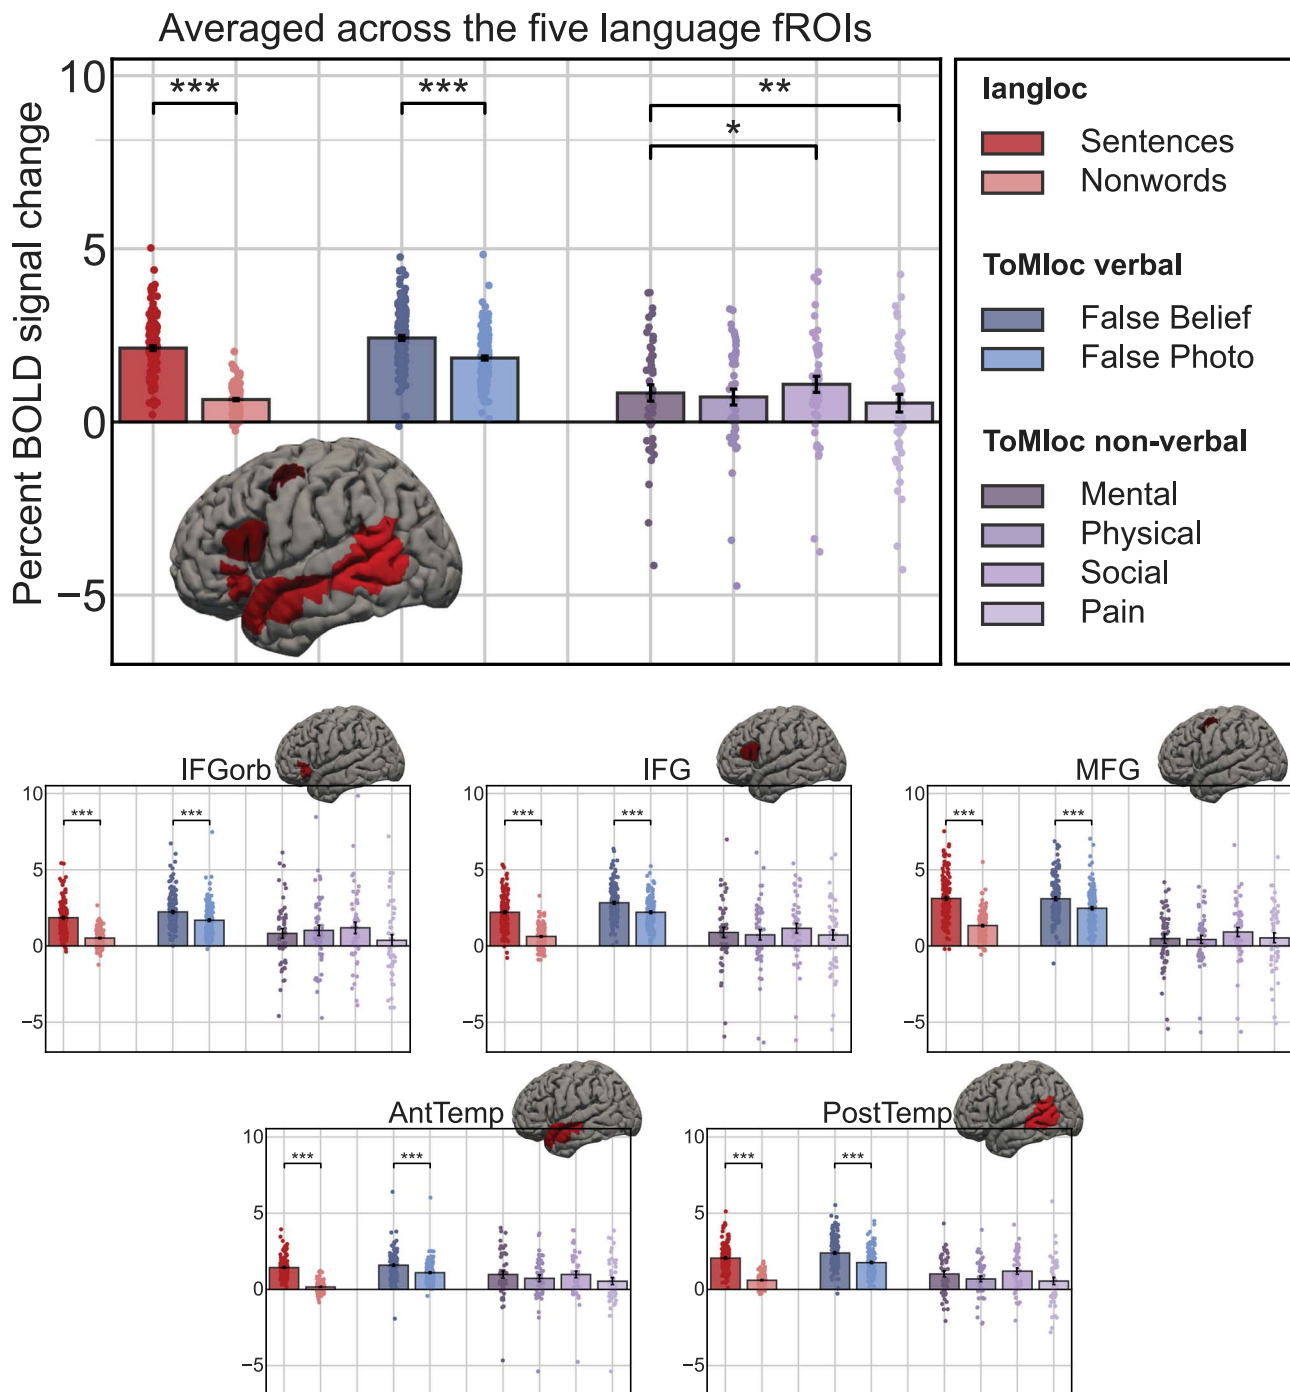 Averaged across the five language fROIs
Percent BOLD signal change
10
5
0
−5
***
***
**
*
langloc
Sentences
Nonwords
ToMloc verbal
False Belief
False Photo
ToMloc non-verbal
Mental
Physical
Social
Pain
IFGorb
10
5
0
−5
***
***
IFG
10
5
0
−5
***
***
MFG
10
5
0
−5
***
***
AntTemp
10
5
0
−5
***
***
PostTemp
10
5
0
−5
***
***